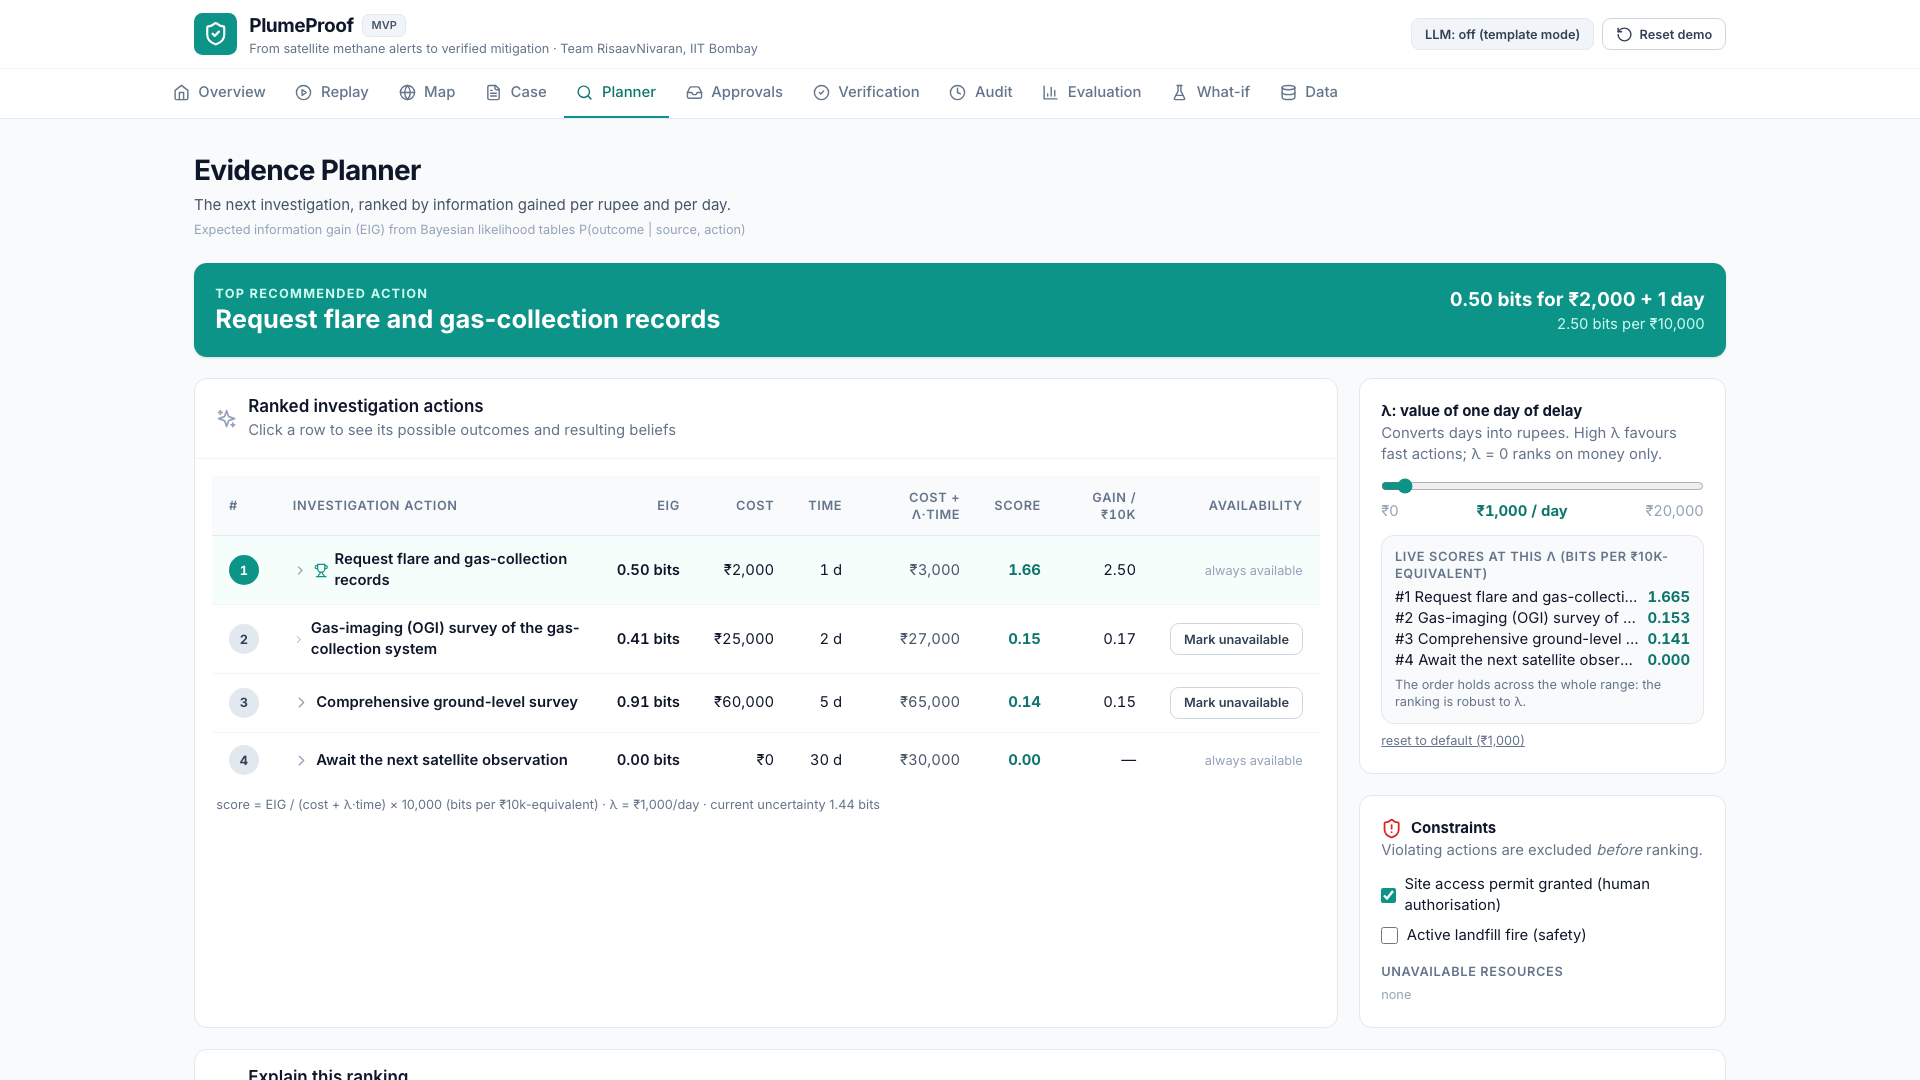 PlumeProof MVP
From satellite methane alerts to verified mitigation · Team RisaavNivaran, IIT Bombay
LLM: off (template mode)
Reset demo
Overview
Replay
Map
Case
Planner
Approvals
Verification
Audit
Evaluation
What-if
Data
Evidence Planner
The next investigation, ranked by information gained per rupee and per day.
Expected information gain (EIG) from Bayesian likelihood tables P(outcome | source, action)
TOP RECOMMENDED ACTION
Request flare and gas-collection records
0.50 bits for ₹2,000 + 1 day
2.50 bits per ₹10,000
Ranked investigation actions
Click a row to see its possible outcomes and resulting beliefs
# INVESTIGATION ACTION EIG COST TIME COST + Λ·TIME SCORE GAIN / ₹10K AVAILABILITY
1 Request flare and gas-collection records 0.50 bits ₹2,000 1 d ₹3,000 1.66 2.50 always available
2 Gas-imaging (OGI) survey of the gas-collection system 0.41 bits ₹25,000 2 d ₹27,000 0.15 0.17 Mark unavailable
3 Comprehensive ground-level survey 0.91 bits ₹60,000 5 d ₹65,000 0.14 0.15 Mark unavailable
4 Await the next satellite observation 0.00 bits ₹0 30 d ₹30,000 0.00 — always available
score = EIG / (cost + λ·time) × 10,000 (bits per ₹10k-equivalent) · λ = ₹1,000/day · current uncertainty 1.44 bits
λ: value of one day of delay
Converts days into rupees. High λ favours
fast actions; λ = 0 ranks on money only.
₹0 ₹1,000 / day ₹20,000
LIVE SCORES AT THIS Λ (BITS PER ₹10K-
EQUIVALENT)
#1 Request flare and gas-collecti... 1.665
#2 Gas-imaging (OGI) survey of ... 0.153
#3 Comprehensive ground-level ... 0.141
#4 Await the next satellite obser... 0.000
The order holds across the whole range: the
ranking is robust to λ.
reset to default (₹1,000)
Constraints
Violating actions are excluded before ranking.
Site access permit granted (human
authorisation)
Active landfill fire (safety)
UNAVAILABLE RESOURCES
none
Explain this ranking